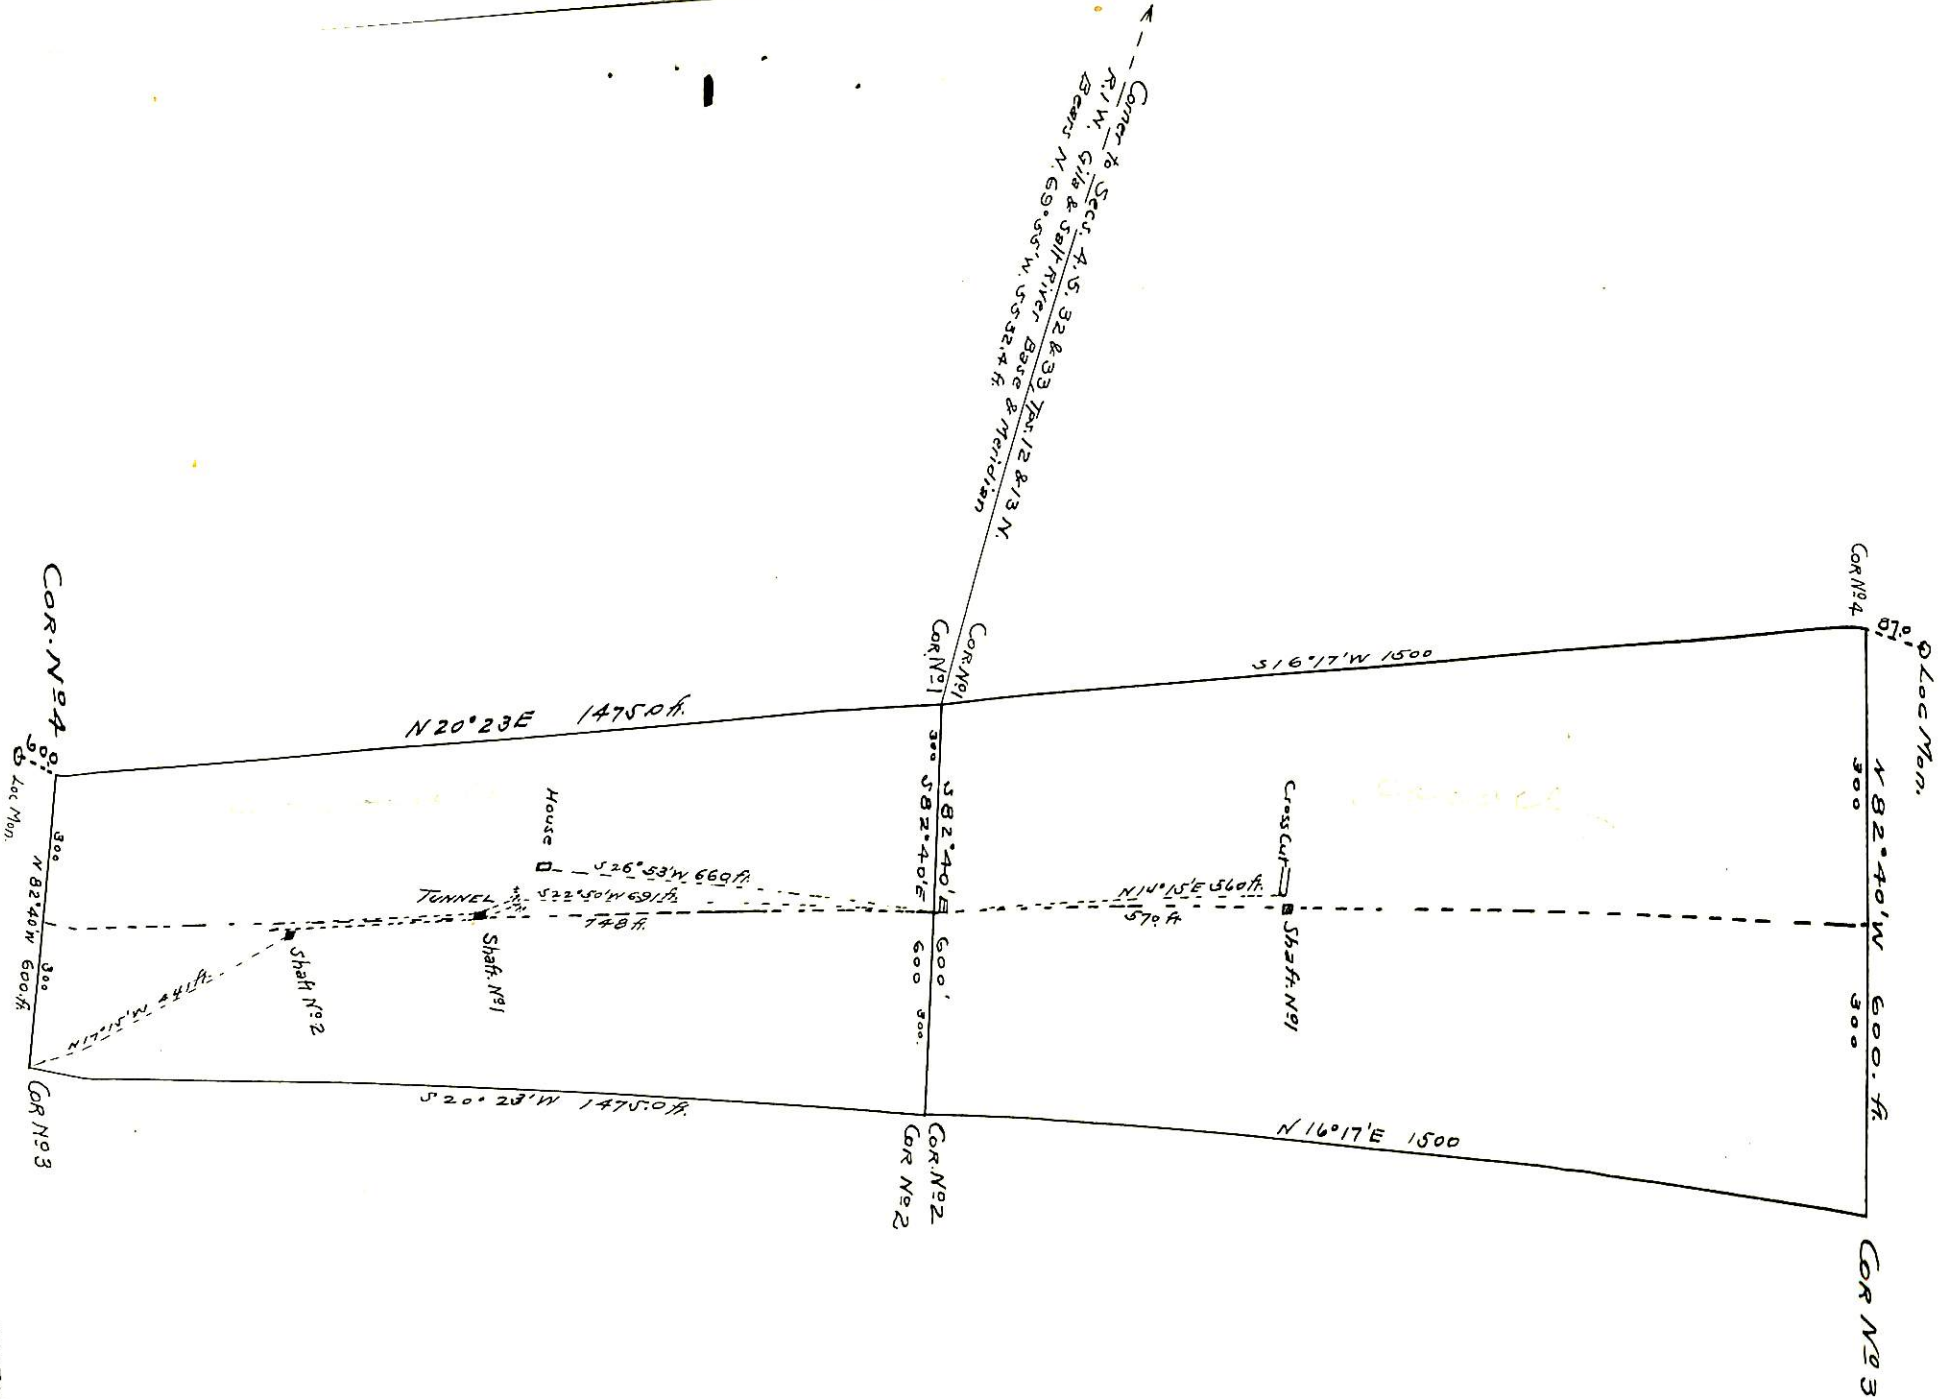 Corner to Secs. 4, 5, 32 & 33, Tps. 12 & 13 N.
R. 1 W. Gila & Salt River Base & Meridian
Bears N. 69°55' W. 5532.4 ft.
Cor Nº 4
87.0
Loc Mon.
N 82°40' W 600. ft.
300
300
Cor Nº 3
S 16°17' W 1500
Cor. Nº 1
Cor. Nº 1
N 20°23 E 1475.0 ft.
300
S 82°40' E 600'
S 82°40' E 600
300.
Cross Cut
N 14°15' E 560 ft.
570 ft
Shaft. Nº 1
House
S 26°53' W 660 ft.
TUNNEL
S 22°50' W 691 ft.
748 ft.
Shaft. Nº 1
Shaft Nº 2
N 17°15' W 441 ft.
COR. Nº 4
60.0
Loc Mon.
300
N 82°40 W 600 ft.
300
COR Nº 3
S 20°23' W 1475.0 ft.
N 16°17' E 1500
COR. Nº 2
COR Nº 2